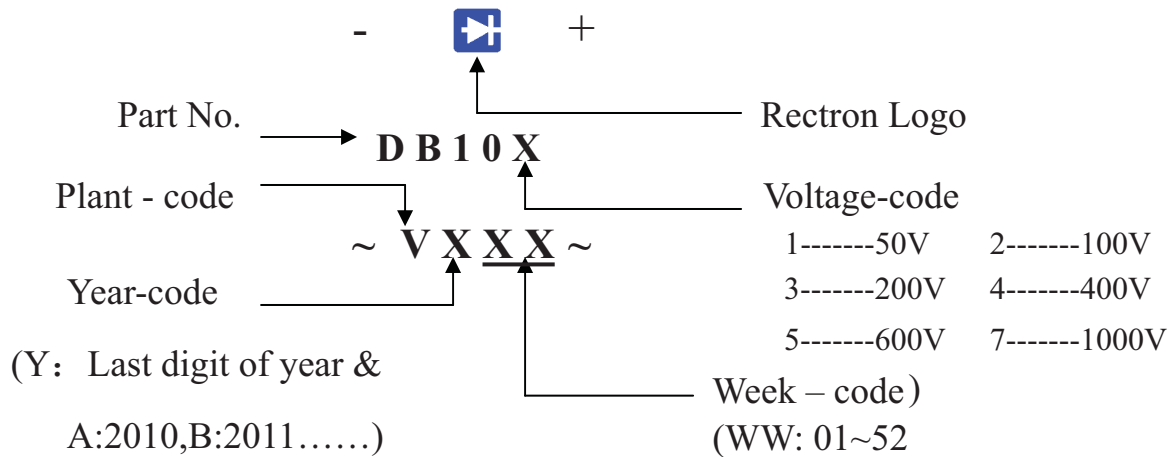 - +
Part No.
Rectron Logo
D B 1 0 X
Plant - code
Voltage-code
~ V X X X ~
1-------50V 2-------100V
Year-code
3-------200V 4-------400V
5-------600V 7-------1000V
(Y：Last digit of year &
Week – code）
A:2010,B:2011……)
(WW: 01~52